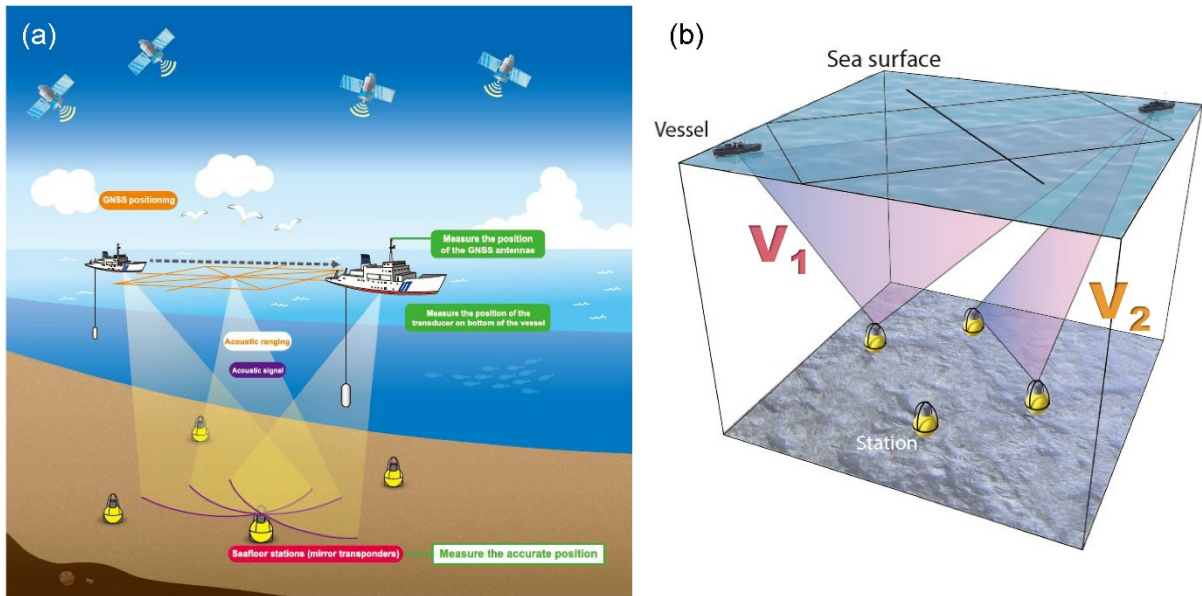 (a)
GNSS positioning
Measure the position
of the GNSS antennae
Measure the position of the
transducer on bottom of the vessel
Acoustic ranging
Acoustic signal
Seafloor stations (mirror transponders)
Measure the accurate position
(b)
Sea surface
Vessel
V1
V2
Station